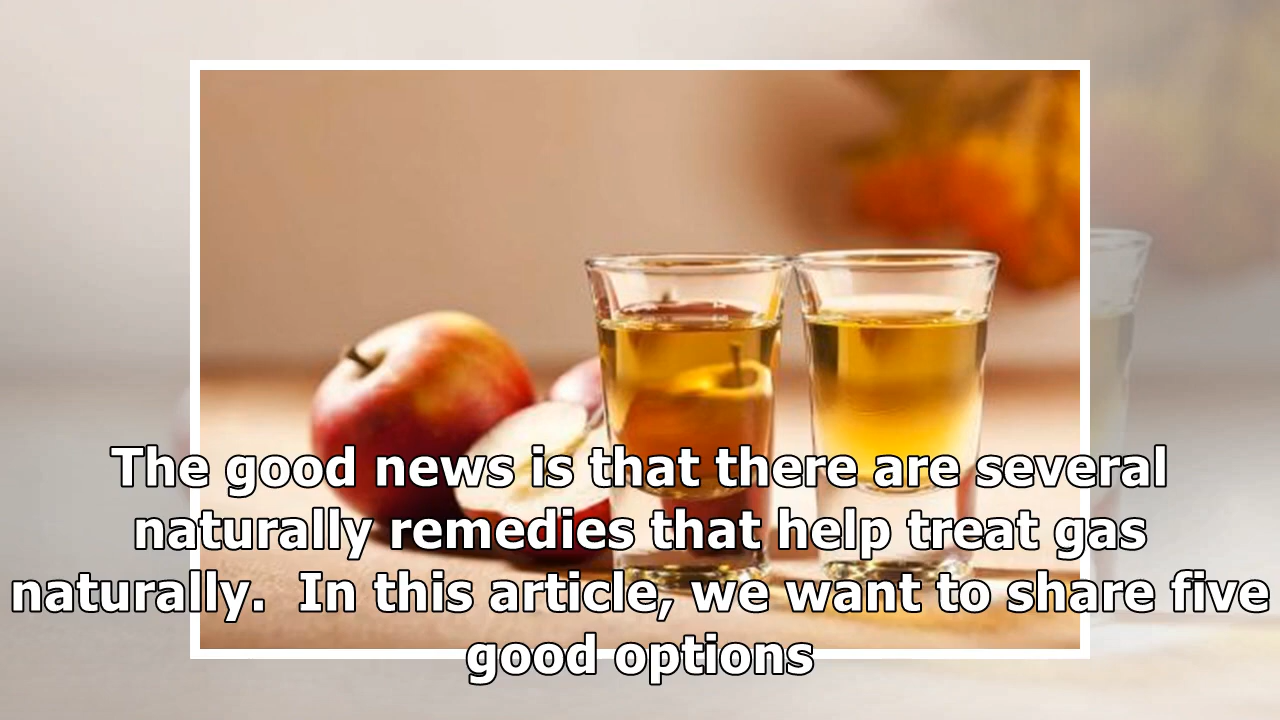 The good news is that there are several
naturally remedies that help treat gas
naturally.  In this article, we want to share five
good options